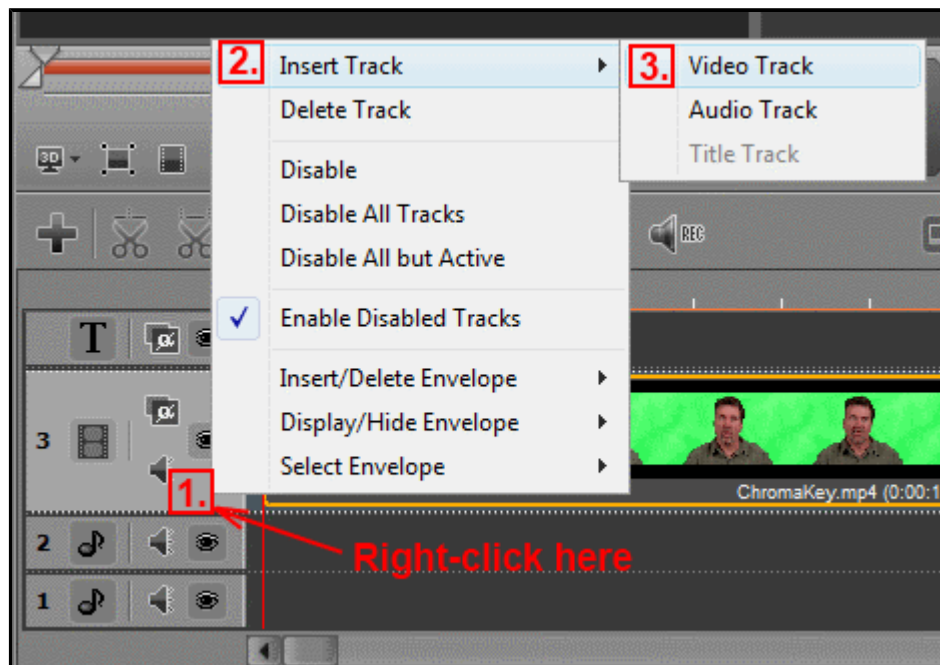 2. Insert Track
3. Video Track
Delete Track
Audio Track
Title Track
3D
Disable
Disable All Tracks
REC
Disable All but Active
Enable Disabled Tracks
T
Insert/Delete Envelope
Display/Hide Envelope
3
Select Envelope
1.
ChromaKey.mp4 (0:00:1
2
Right-click here
1